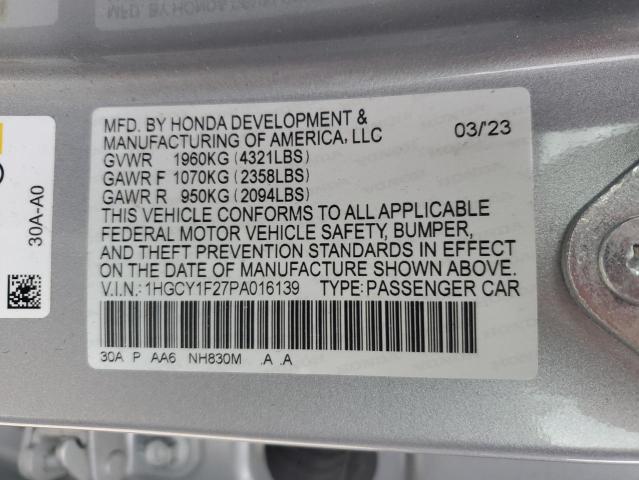 MFD. BY HONDA DEVELOPMENT &
MANUFACTURING OF AMERICA, LLC 03/'23
GVWR 1960KG (4321LBS)
GAWR F 1070KG (2358LBS)
GAWR R 950KG (2094LBS)
THIS VEHICLE CONFORMS TO ALL APPLICABLE
FEDERAL MOTOR VEHICLE SAFETY, BUMPER,
AND THEFT PREVENTION STANDARDS IN EFFECT
ON THE DATE OF MANUFACTURE SHOWN ABOVE.
V.I.N.: 1HGCY1F27PA016139 TYPE: PASSENGER CAR
30A P AA6 NH830M .A .A
30A-A0